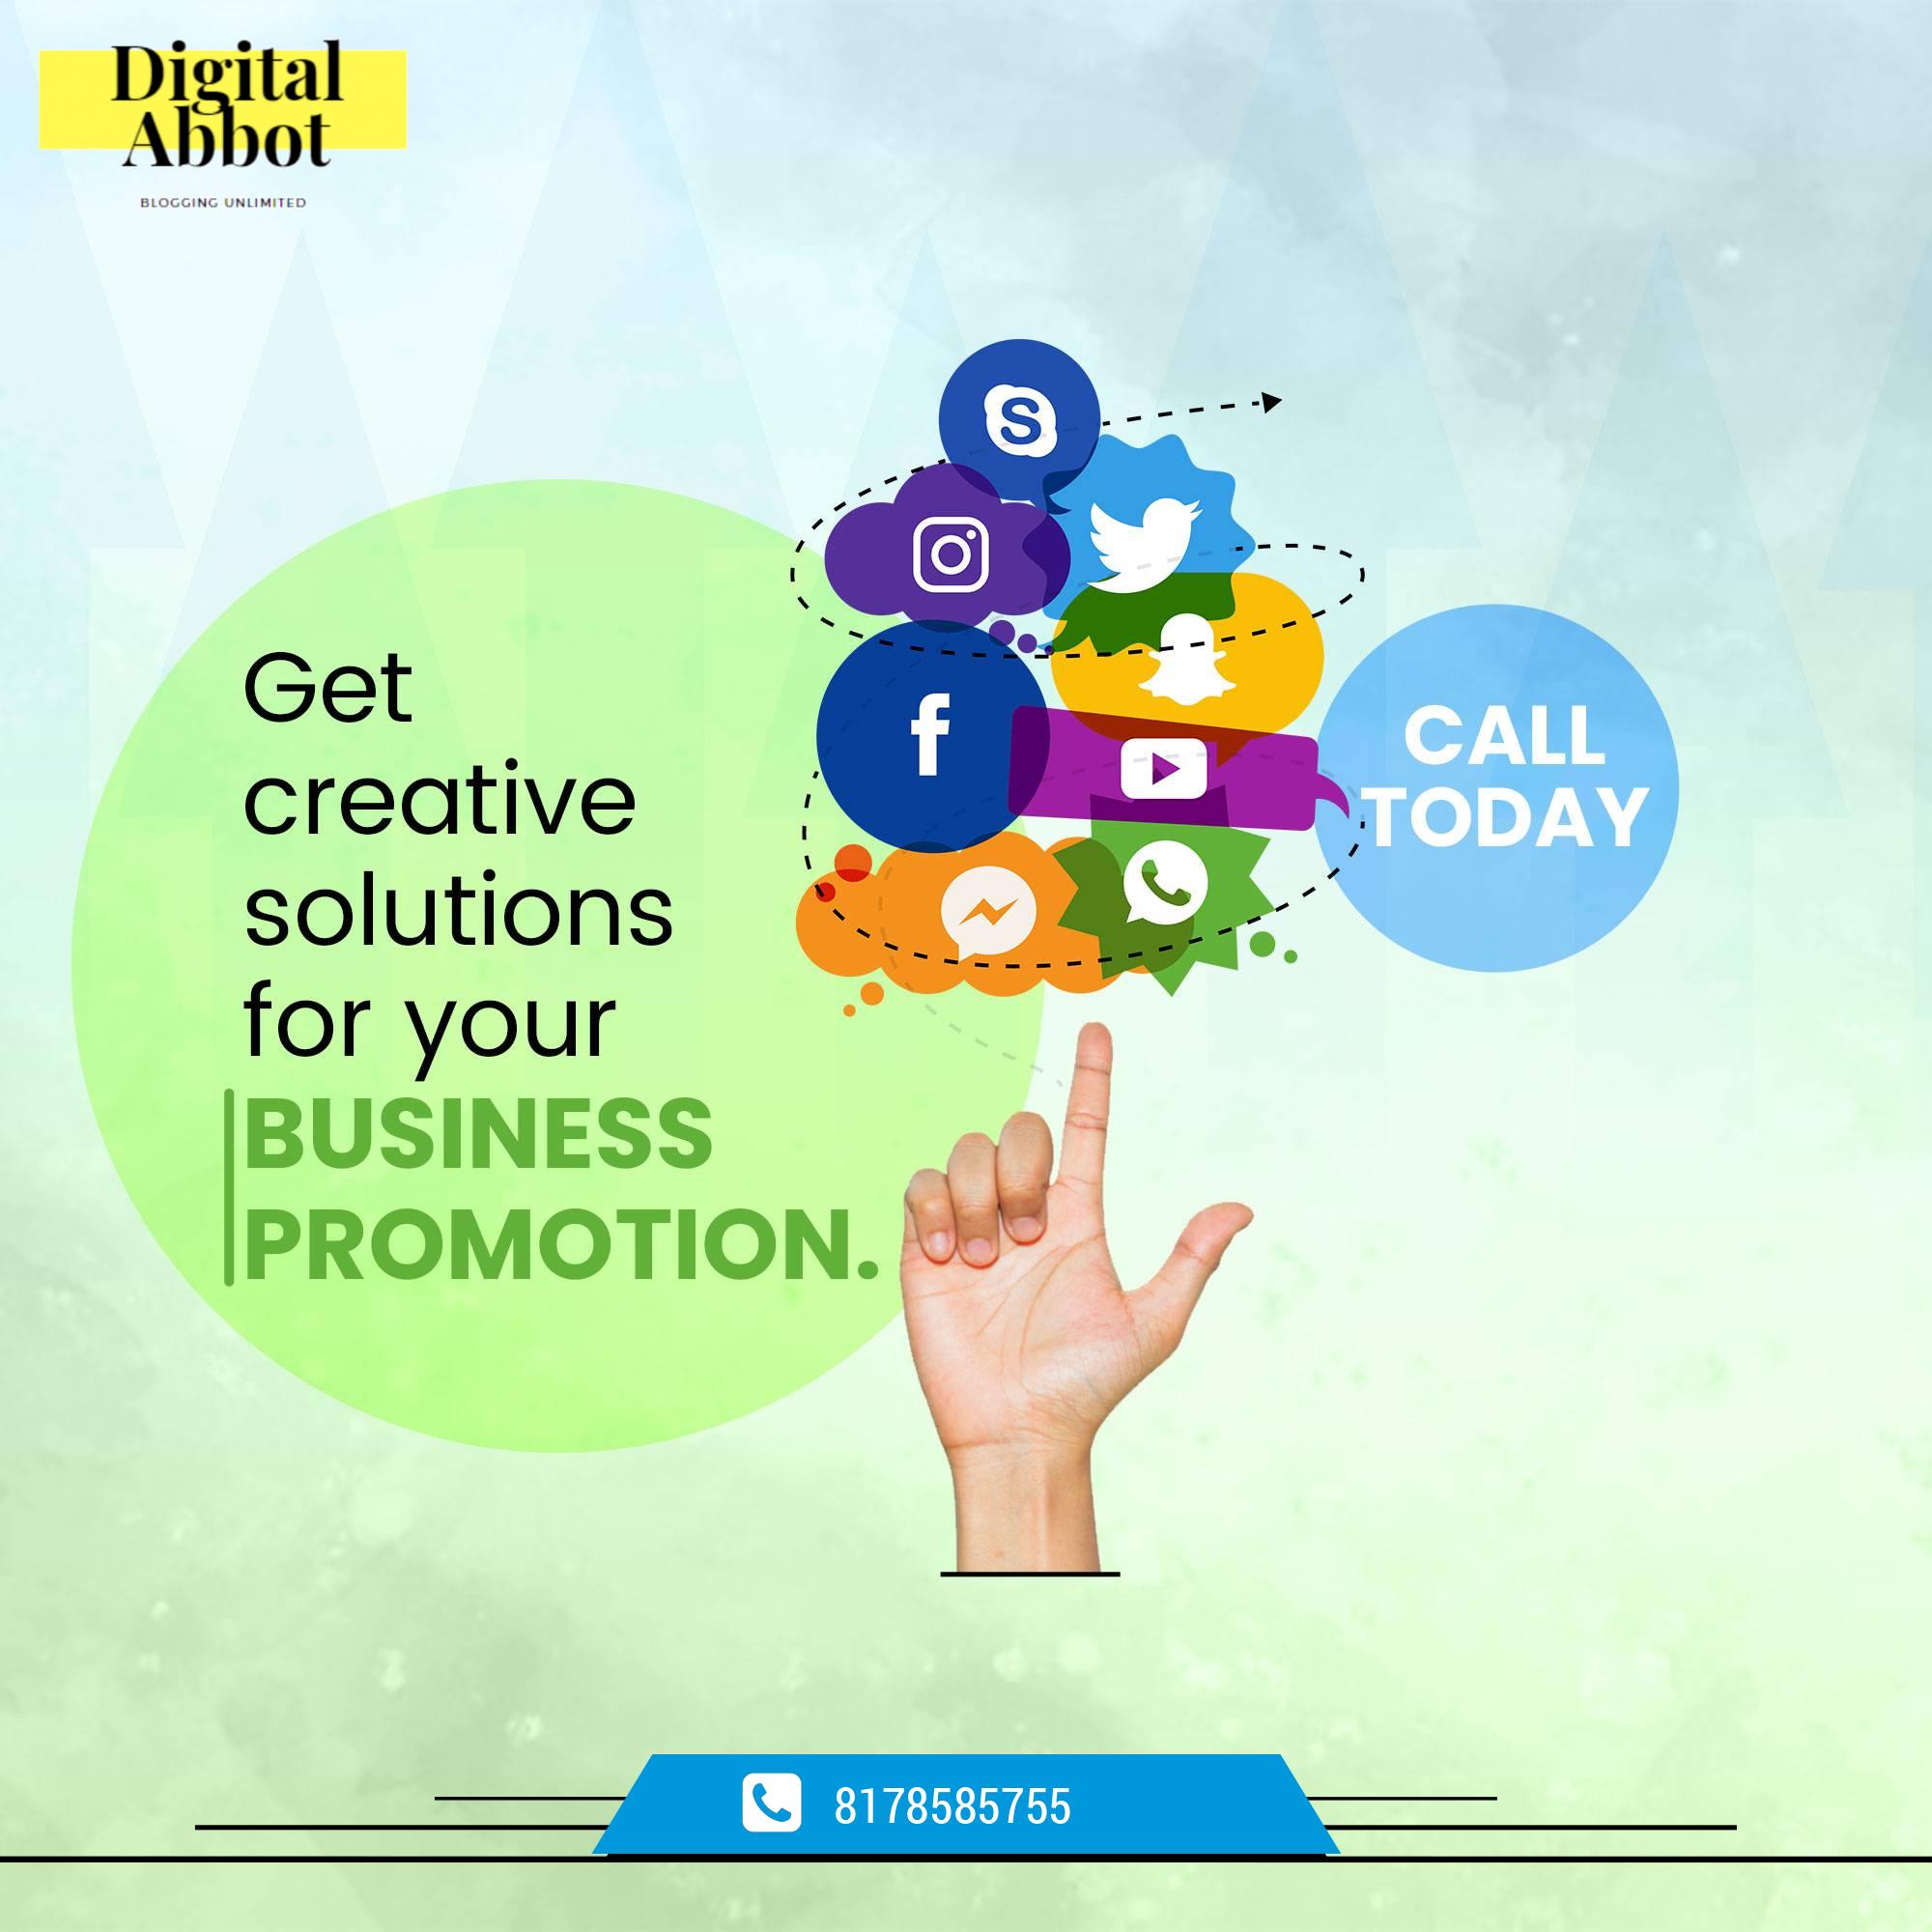 Digital
Abbot
BLOGGING UNLIMITED
Get
creative
solutions
for your
BUSINESS
PROMOTION.
CALL
TODAY
8178585755